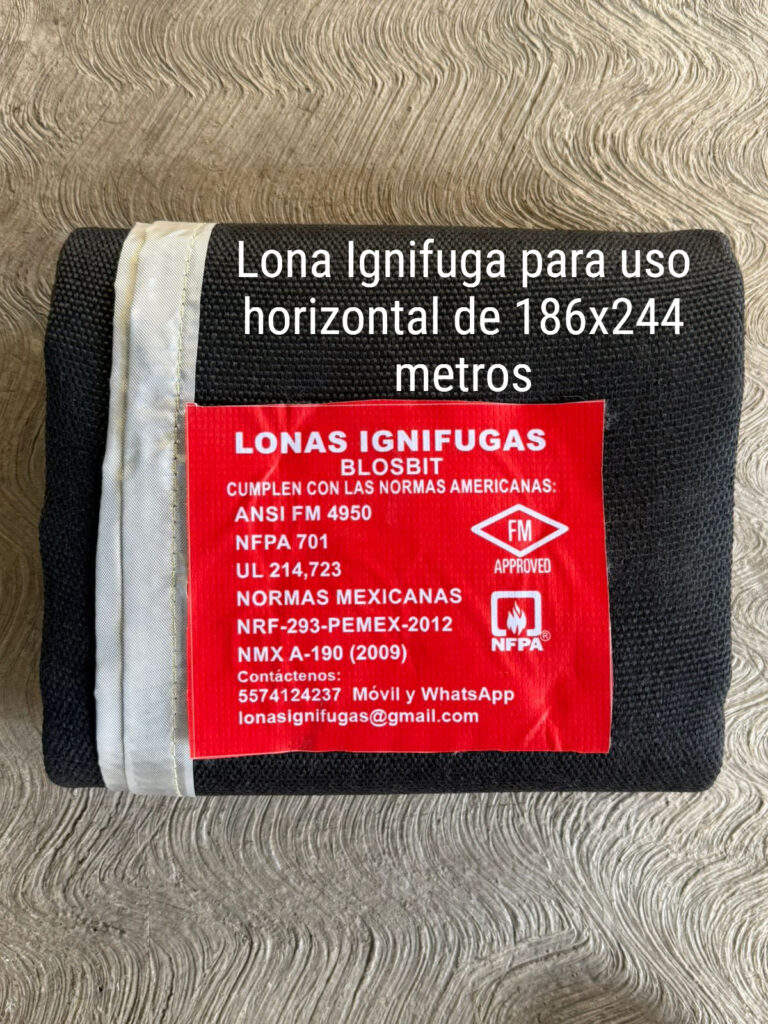 Lona Ignifuga para uso
horizontal de 186x244
metros
LONAS IGNIFUGAS
BLOSBIT
CUMPLEN CON LAS NORMAS AMERICANAS:
ANSI FM 4950
NFPA 701
UL 214,723
NORMAS MEXICANAS
NRF-293-PEMEX-2012
NMX A-190 (2009)
Contáctenos:
5574124237 Móvil y WhatsApp
lonasignifugas@gmail.com
FM
APPROVED
NFPA®